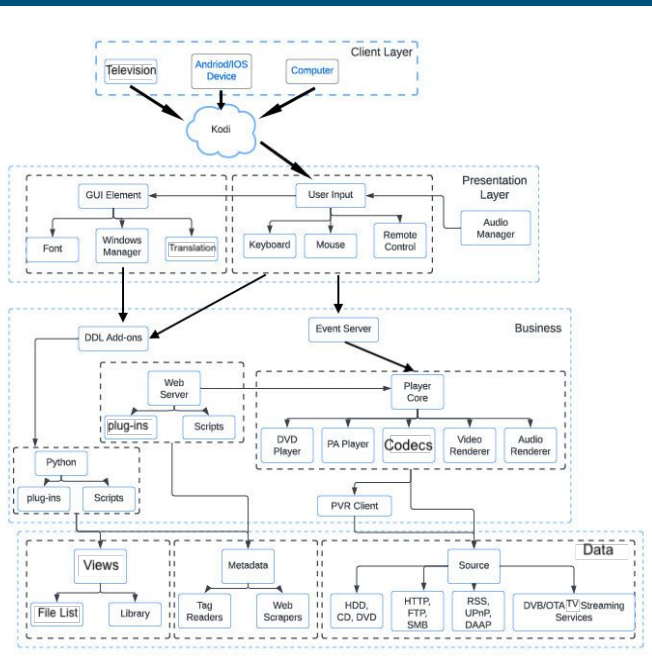 Client Layer
Television
Andriod/IOS
Device
Computer
Kodi
Presentation
Layer
GUI Element
User Input
Audio
Manager
Font
Windows
Manager
Translation
Keyboard
Mouse
Remote
Control
DDL Add-ons
Event Server
Business
Web
Server
plug-ins
Scripts
Player
Core
DVD
Player
PA Player
Codecs
Video
Renderer
Audio
Renderer
Python
plug-ins
Scripts
PVR Client
Data
Views
File List
Library
Metadata
Tag
Readers
Web
Scrapers
Source
HDD,
CD, DVD
HTTP,
FTP,
SMB
RSS,
UPnP,
DAAP
DVB/OTA TV Streaming
Services